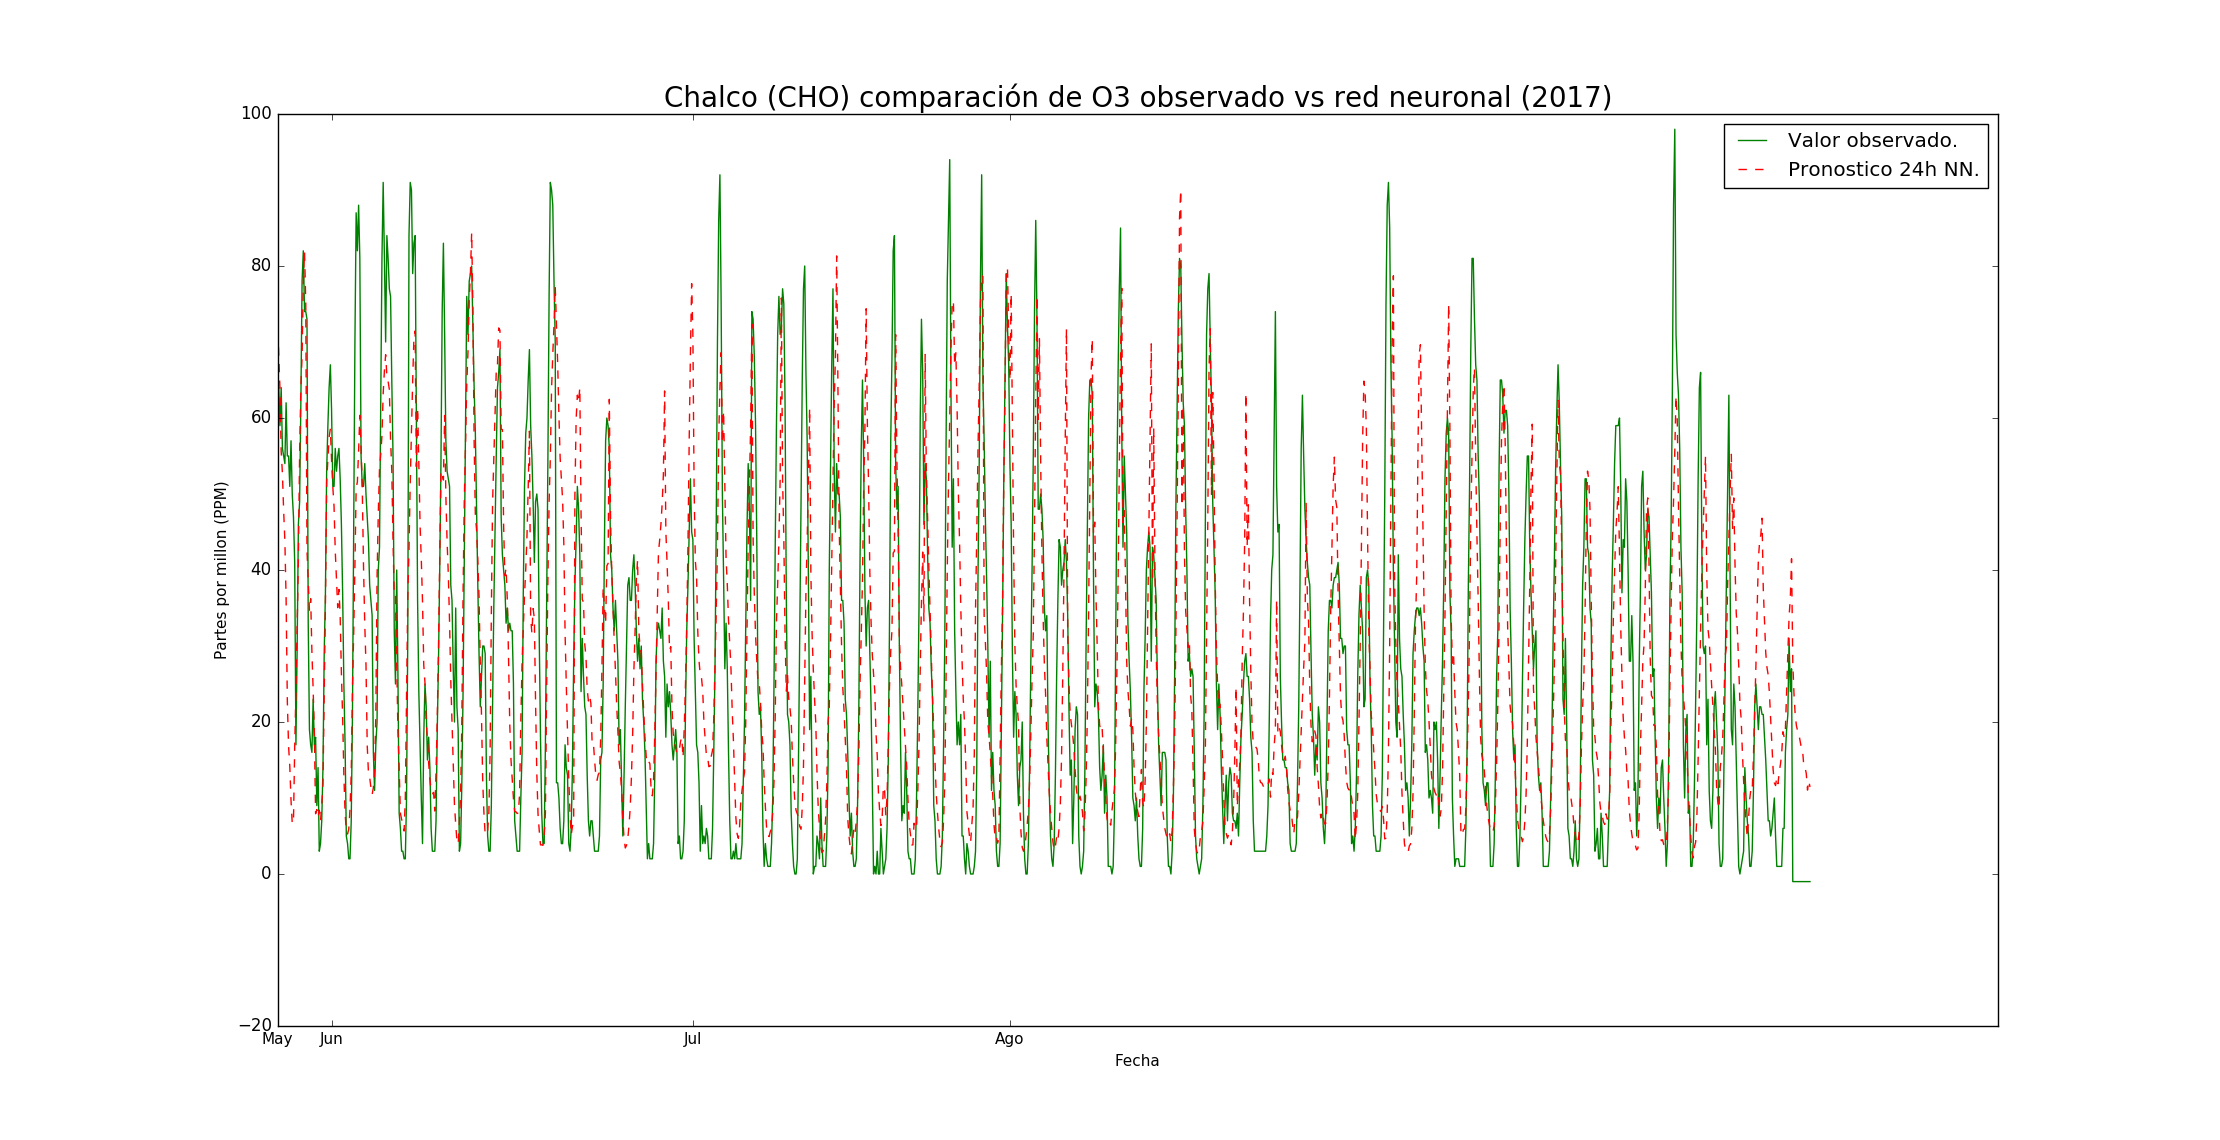 Chalco (CHO) comparación de O3 observado vs red neuronal (2017)
100
80
60
40
20
0
−20
Partes por millon (PPM)
Valor observado.
Pronostico 24h NN.
May
Jun
Jul
Ago
Fecha